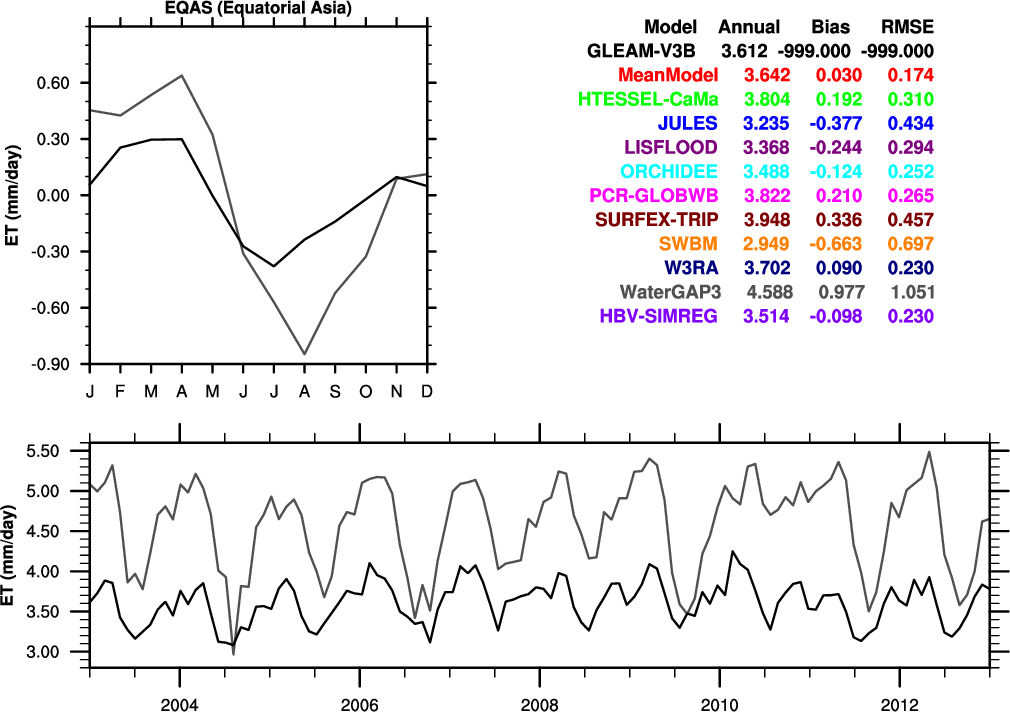 EQAS (Equatorial Asia)
ET (mm/day)
0.60
0.30
0.00
-0.30
-0.60
-0.90
J F M A M J J A S O N D
Model Annual Bias RMSE
GLEAM-V3B 3.612 -999.000 -999.000
MeanModel 3.642 0.030 0.174
HTESSEL-CaMa 3.804 0.192 0.310
JULES 3.235 -0.377 0.434
LISFLOOD 3.368 -0.244 0.294
ORCHIDEE 3.488 -0.124 0.252
PCR-GLOBWB 3.822 0.210 0.265
SURFEX-TRIP 3.948 0.336 0.457
SWBM 2.949 -0.663 0.697
W3RA 3.702 0.090 0.230
WaterGAP3 4.588 0.977 1.051
HBV-SIMREG 3.514 -0.098 0.230
ET (mm/day)
5.50
5.00
4.50
4.00
3.50
3.00
2004 2006 2008 2010 2012